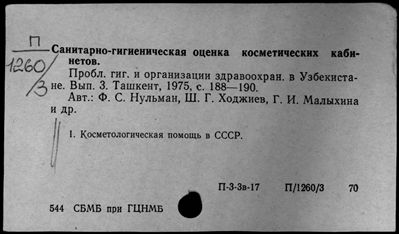 П
1260/3
Санитарно-гигиеническая оценка косметических каби-
нетов.
Пробл. гиг. и организации здравоохран. в Узбекиста-
не. Вып. 3. Ташкент, 1975, с. 188—190.
Авт.: Ф. С. Нульман, Ш. Г. Ходжиев, Г. И. Малыхина
и др.
1. Косметологическая помощь в СССР.
П-3-3в-17 П/1260/3 70
544 СБМБ при ГЦНМБ